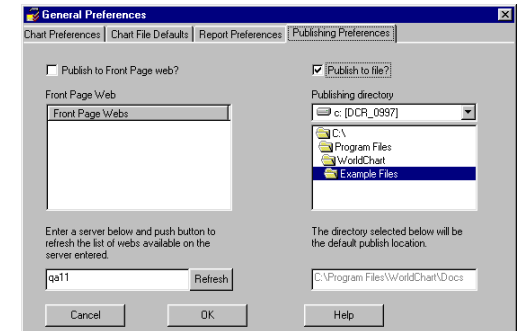 General Preferences
Chart Preferences Chart File Defaults Report Preferences Publishing Preferences
Publish to Front Page web?
Front Page Web
Front Page Webs
Enter a server below and push button to
refresh the list of webs available on the
server entered.
qa11
Refresh
Publish to file?
Publishing directory
c: [DCR_0997]
C:\
Program Files
WorldChart
Example Files
The directory selected below will be
the default publish location.
C:\Program Files\WorldChart\Docs
Cancel OK Help